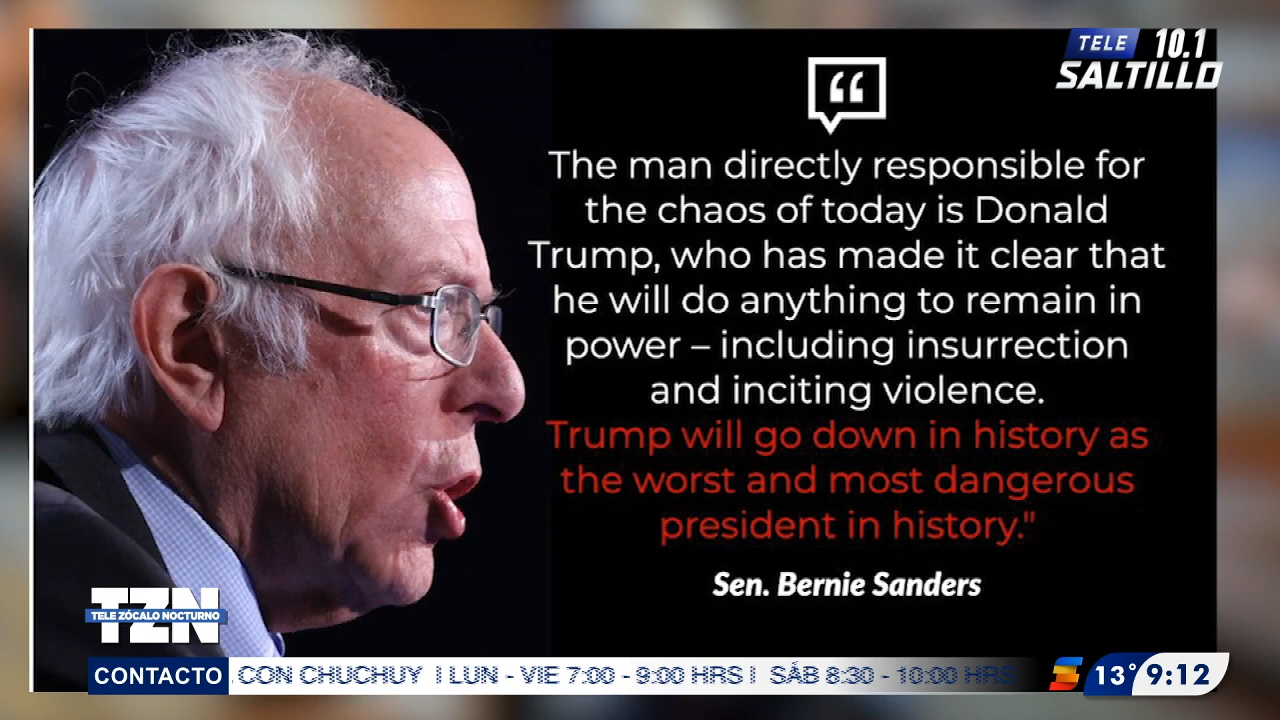 TELE 10.1
SALTILLO
The man directly responsible for
the chaos of today is Donald
Trump, who has made it clear that
he will do anything to remain in
power – including insurrection
and inciting violence.
Trump will go down in history as
the worst and most dangerous
president in history."
Sen. Bernie Sanders
TZN
TELE ZÓCALO NOCTURNO
CONTACTO CON CHUCHUY | LUN - VIE 7:00 - 9:00 HRS | SÁB 8:30 - 10:00 HRS 13° 9:12